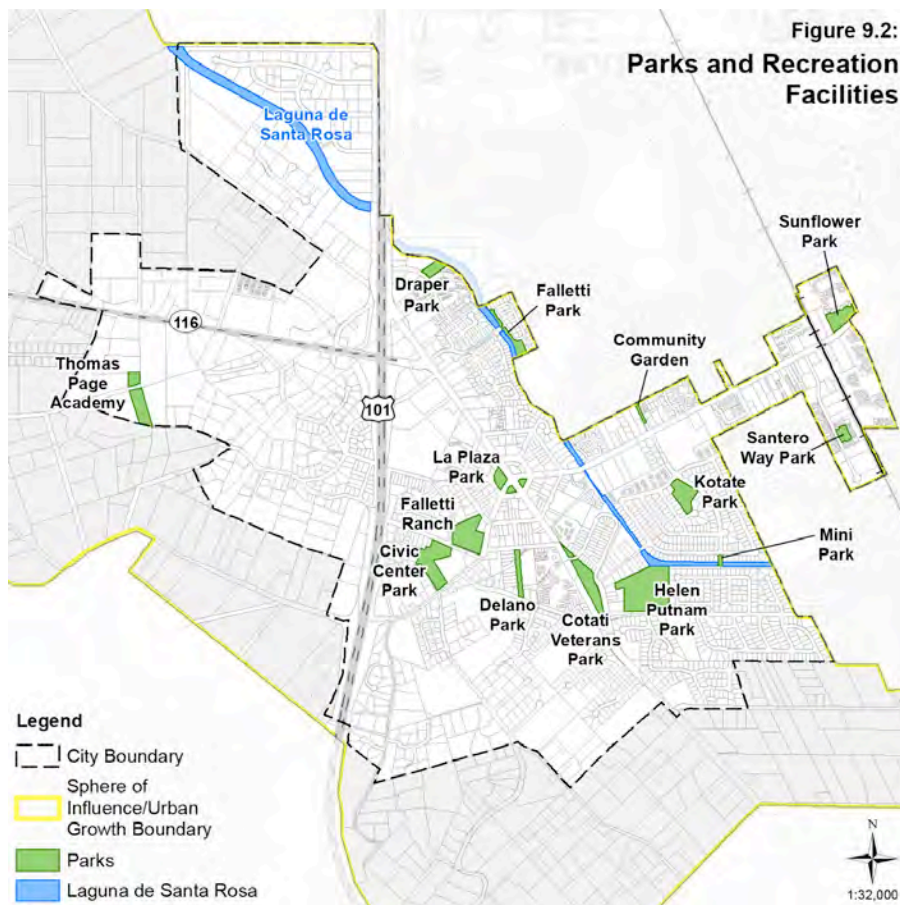 Figure 9.2:
Parks and Recreation
Facilities
Laguna de
Santa Rosa
Sunflower
Park
Draper
Park
Falletti
Park
116
Community
Garden
Thomas
Page
Academy
101
La Plaza
Park
Santero
Way Park
Kotate
Park
Falletti
Ranch
Civic
Center
Park
Mini
Park
Delano
Park
Cotati
Veterans
Park
Helen
Putnam
Park
Legend
City Boundary
Sphere of
Influence/Urban
Growth Boundary
Parks
Laguna de Santa Rosa
N
1:32,000